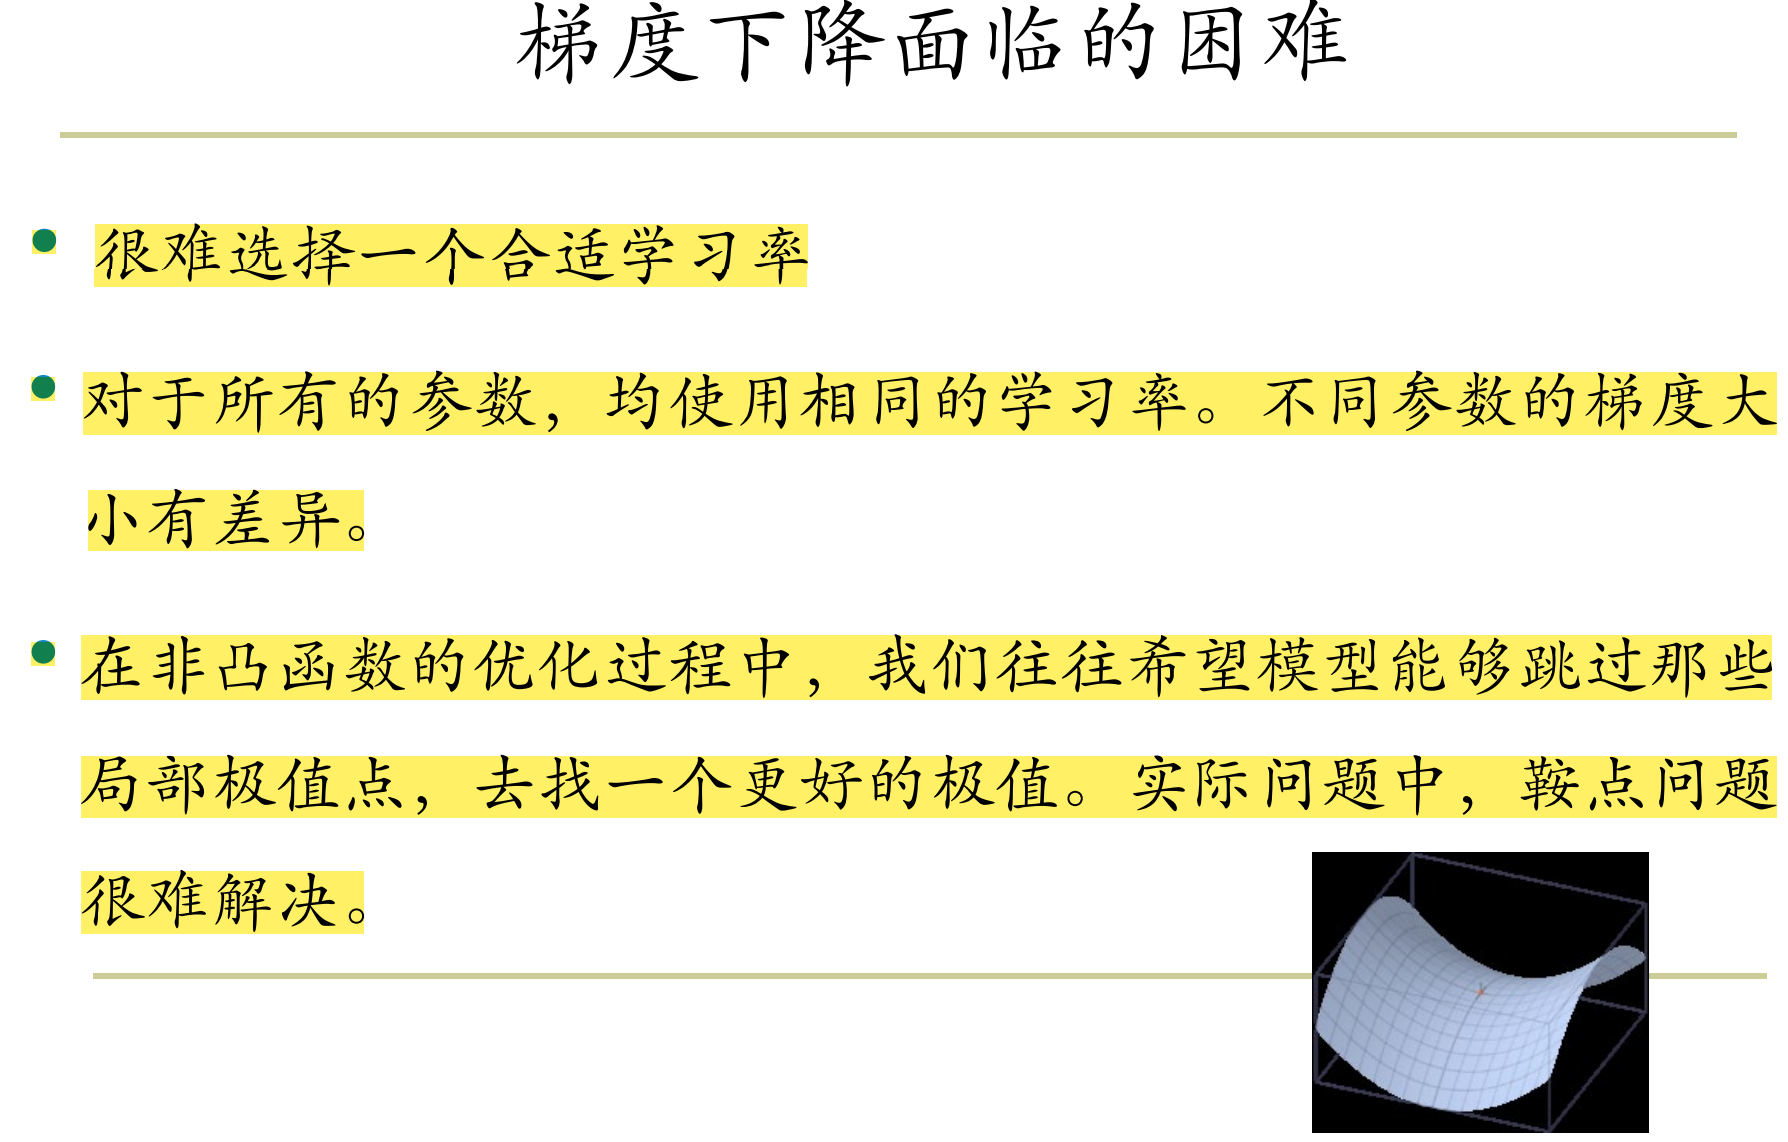 梯度下降面临的困难
很难选择一个合适学习率
对于所有的参数，均使用相同的学习率。不同参数的梯度大
小有差异。
在非凸函数的优化过程中，我们往往希望模型能够跳过那些
局部极值点，去找一个更好的极值。实际问题中，鞍点问题
很难解决。